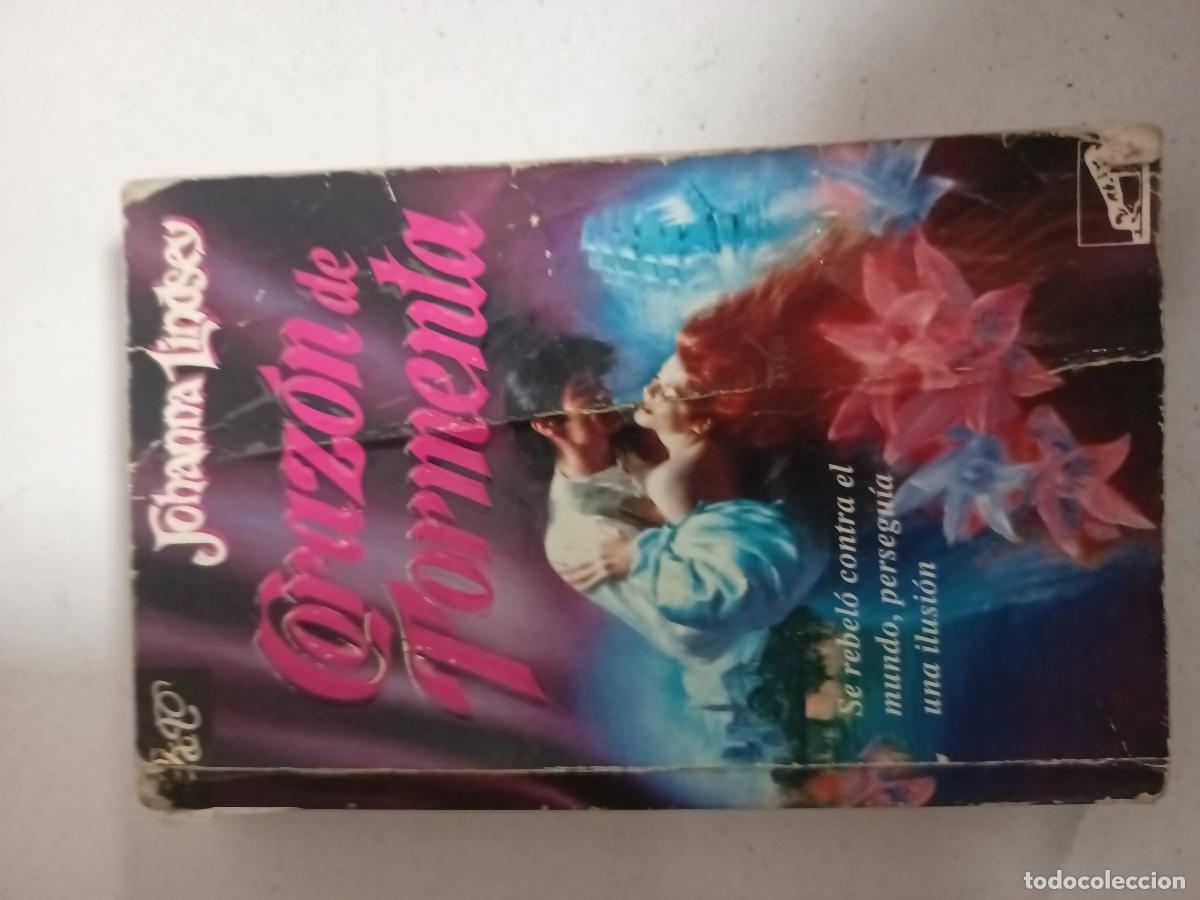 Johanna Lindsey
Corazón de
Tormenta
Se rebeló contra el
mundo, perseguía
una ilusión
todocoleccion